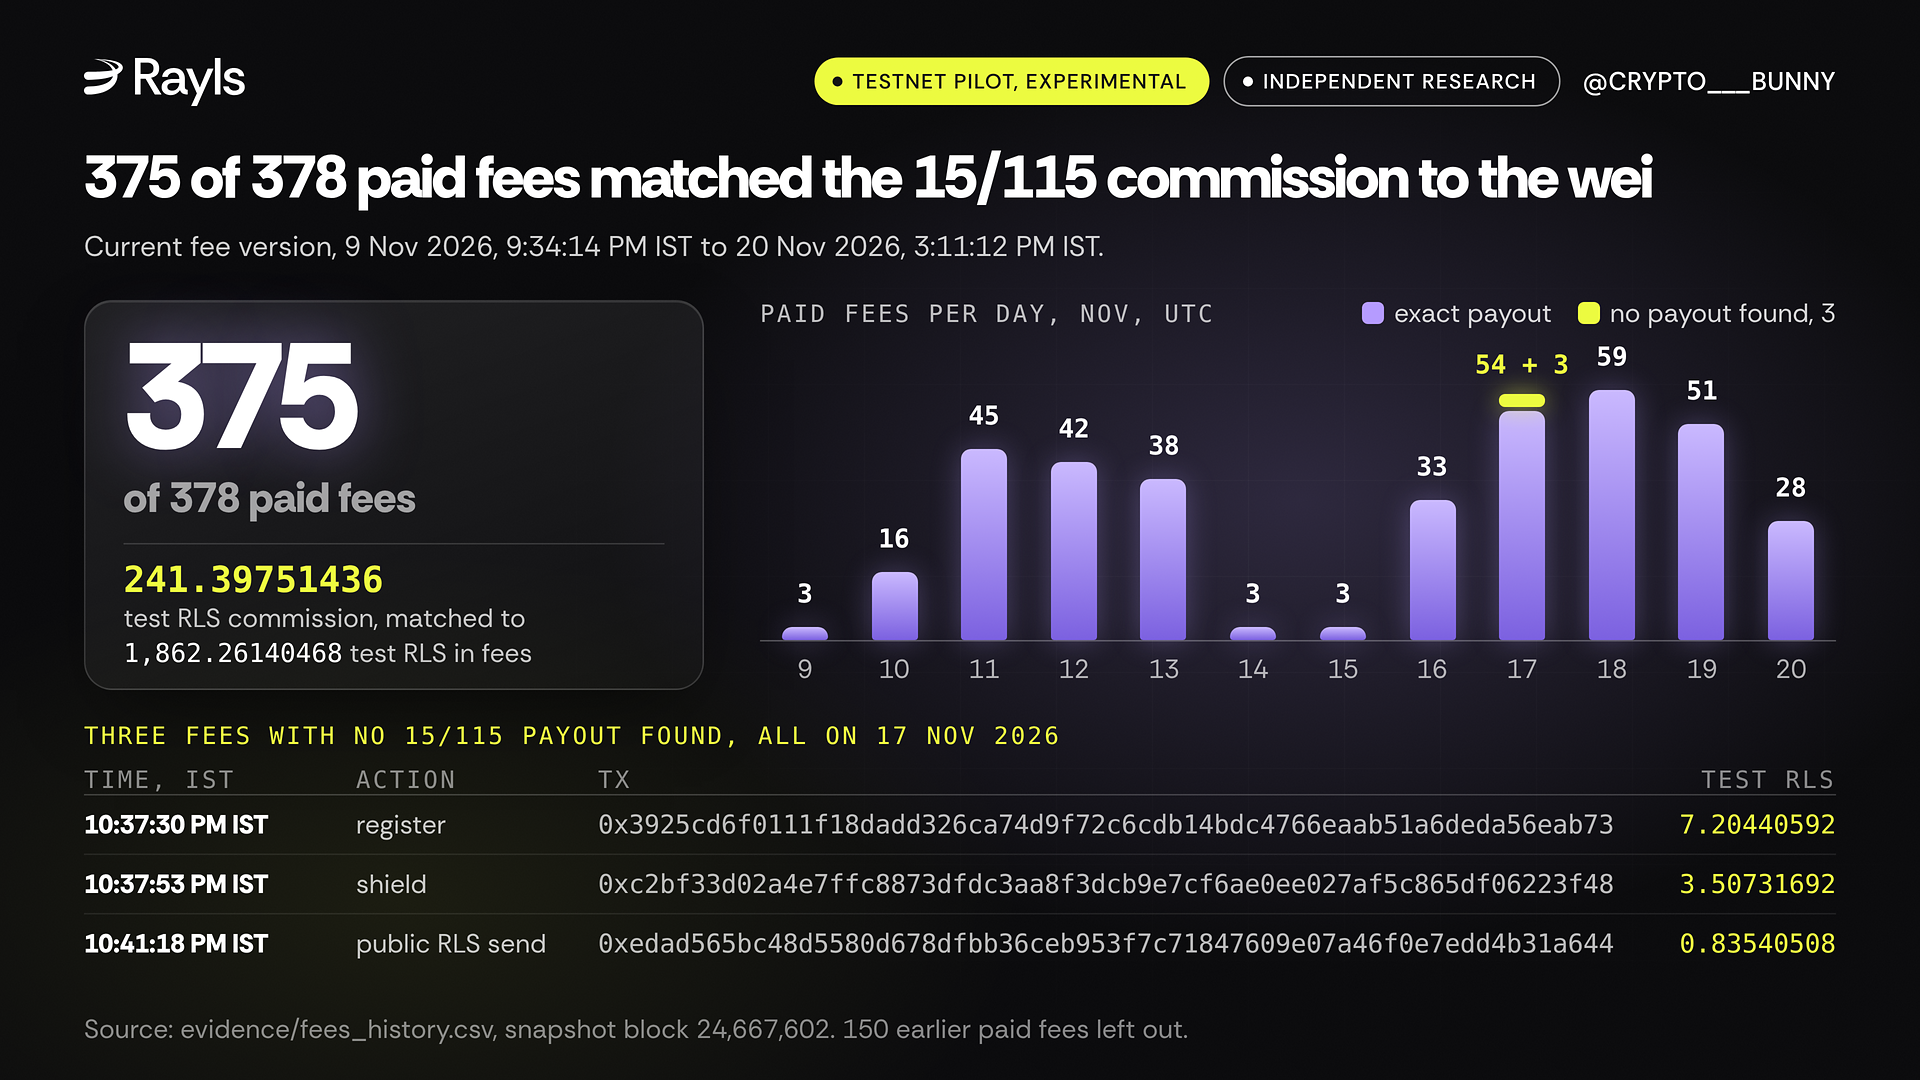 Rayls
TESTNET PILOT, EXPERIMENTAL
INDEPENDENT RESEARCH
@CRYPTO___BUNNY
375 of 378 paid fees matched the 15/115 commission to the wei
Current fee version, 9 Nov 2026, 9:34:14 PM IST to 20 Nov 2026, 3:11:12 PM IST.
375
of 378 paid fees
241.39751436
test RLS commission, matched to
1,862.26140468 test RLS in fees
PAID FEES PER DAY, NOV, UTC
exact payout
no payout found, 3
3
16
45
42
38
3
3
33
54 + 3
59
51
28
9 10 11 12 13 14 15 16 17 18 19 20
THREE FEES WITH NO 15/115 PAYOUT FOUND, ALL ON 17 NOV 2026
TIME, IST ACTION TX TEST RLS
10:37:30 PM IST register 0x3925cd6f0111f18dadd326ca74d9f72c6cdb14bdc4766eaab51a6deda56eab73 7.20440592
10:37:53 PM IST shield 0xc2bf33d02a4e7ffc8873dfdc3aa8f3dcb9e7cf6ae0ee027af5c865df06223f48 3.50731692
10:41:18 PM IST public RLS send 0xedad565bc48d5580d678dfbb36ceb953f7c71847609e07a46f0e7edd4b31a644 0.83540508
Source: evidence/fees_history.csv, snapshot block 24,667,602. 150 earlier paid fees left out.